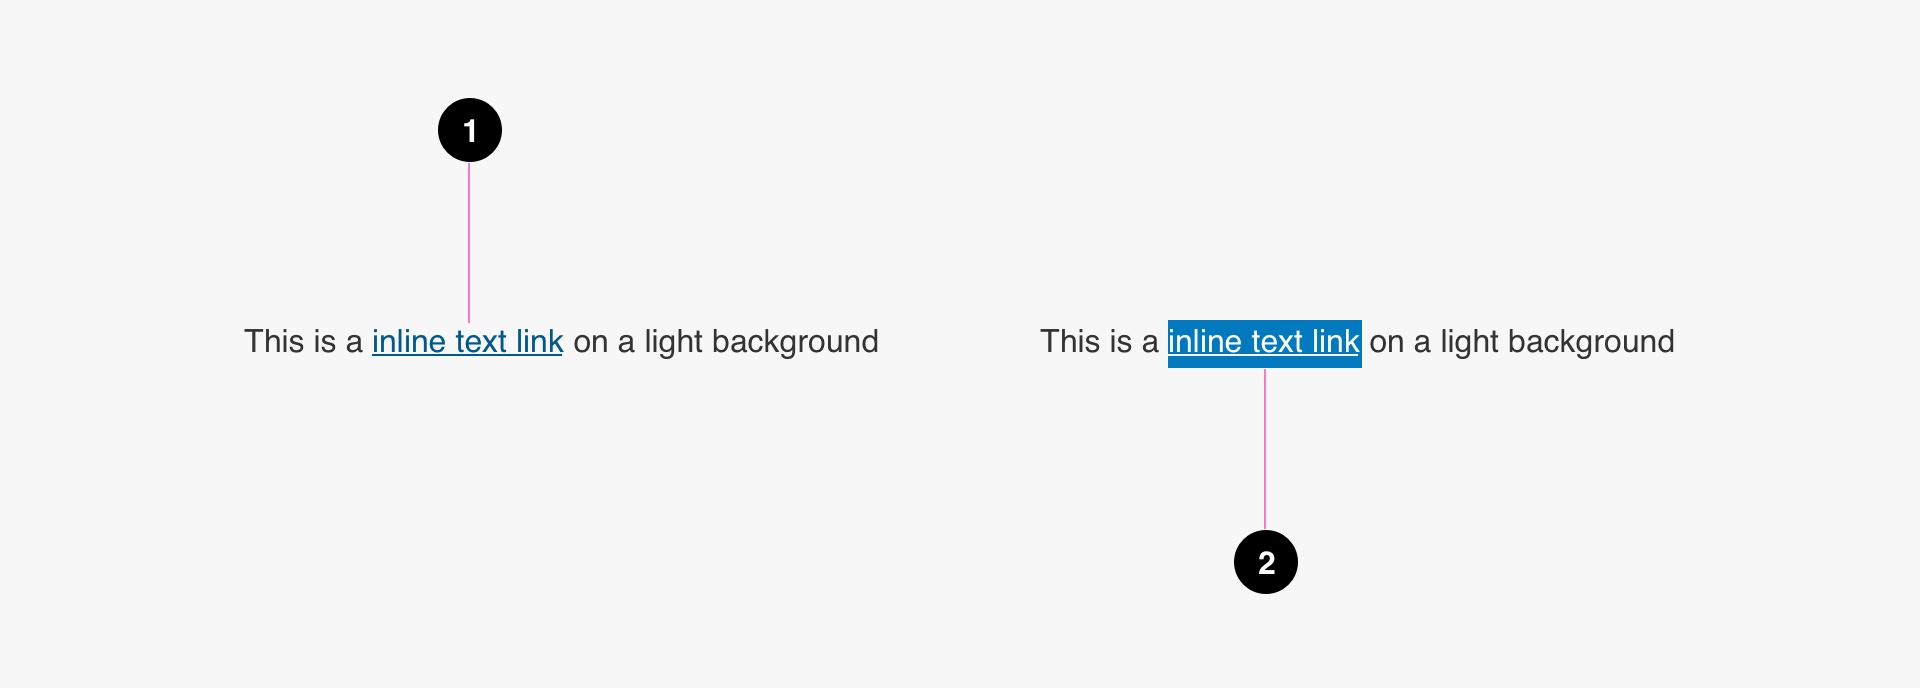 1
This is a inline text link on a light background
This is a inline text link on a light background
2